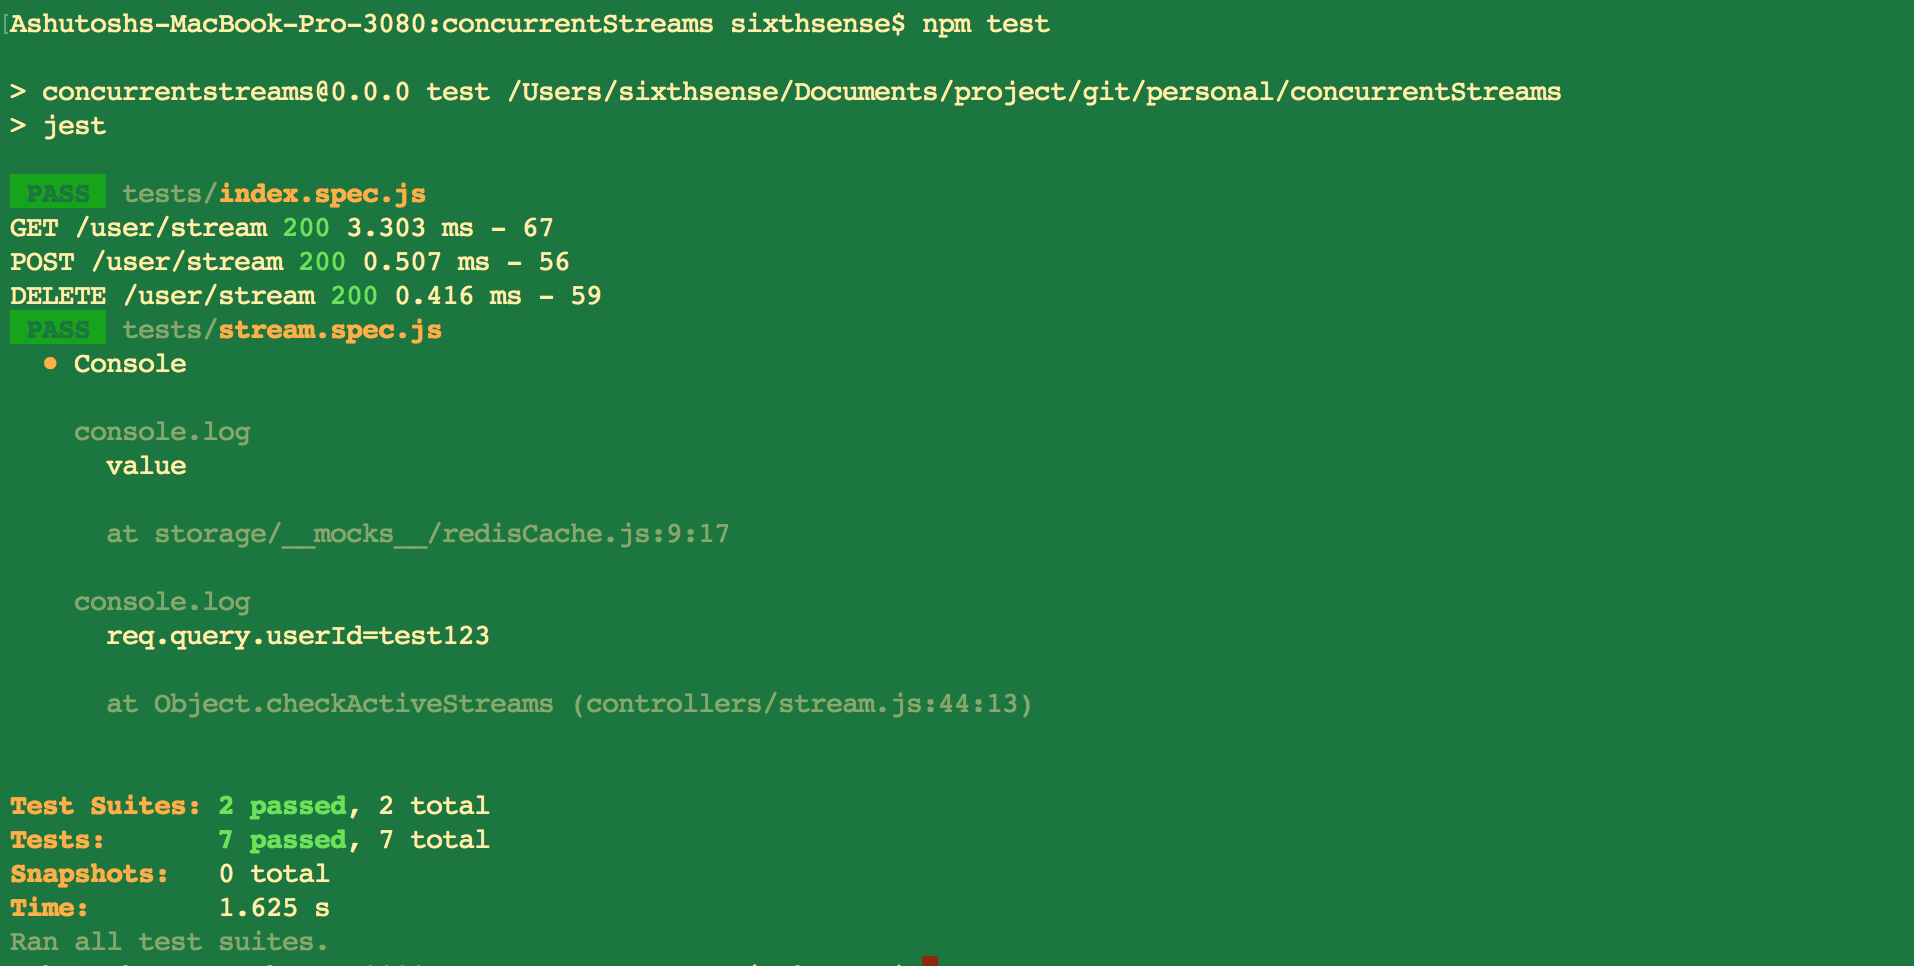 Ashutoshs-MacBook-Pro-3080:concurrentStreams sixthsense$ npm test
> concurrentstreams@0.0.0 test /Users/sixthsense/Documents/project/git/personal/concurrentStreams
> jest
PASS tests/index.spec.js
GET /user/stream 200 3.303 ms - 67
POST /user/stream 200 0.507 ms - 56
DELETE /user/stream 200 0.416 ms - 59
PASS tests/stream.spec.js
● Console
console.log
value
at storage/__mocks__/redisCache.js:9:17
console.log
req.query.userId=test123
at Object.checkActiveStreams (controllers/stream.js:44:13)
Test Suites: 2 passed, 2 total
Tests: 7 passed, 7 total
Snapshots: 0 total
Time: 1.625 s
Ran all test suites.